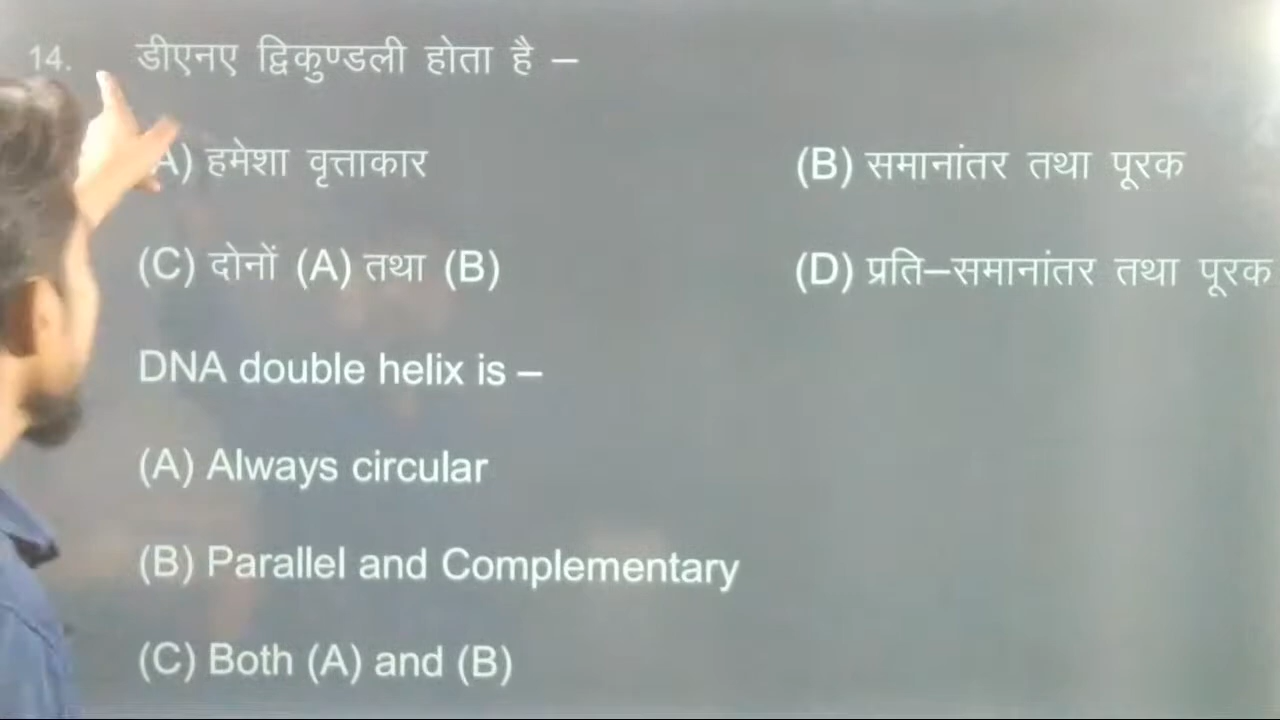 14. डीएनए द्विकुण्डली होता है –
A) हमेशा वृत्ताकार (B) समानांतर तथा पूरक
(C) दोनों (A) तथा (B) (D) प्रति–समानांतर तथा पूरक
DNA double helix is –
(A) Always circular
(B) Parallel and Complementary
(C) Both (A) and (B)